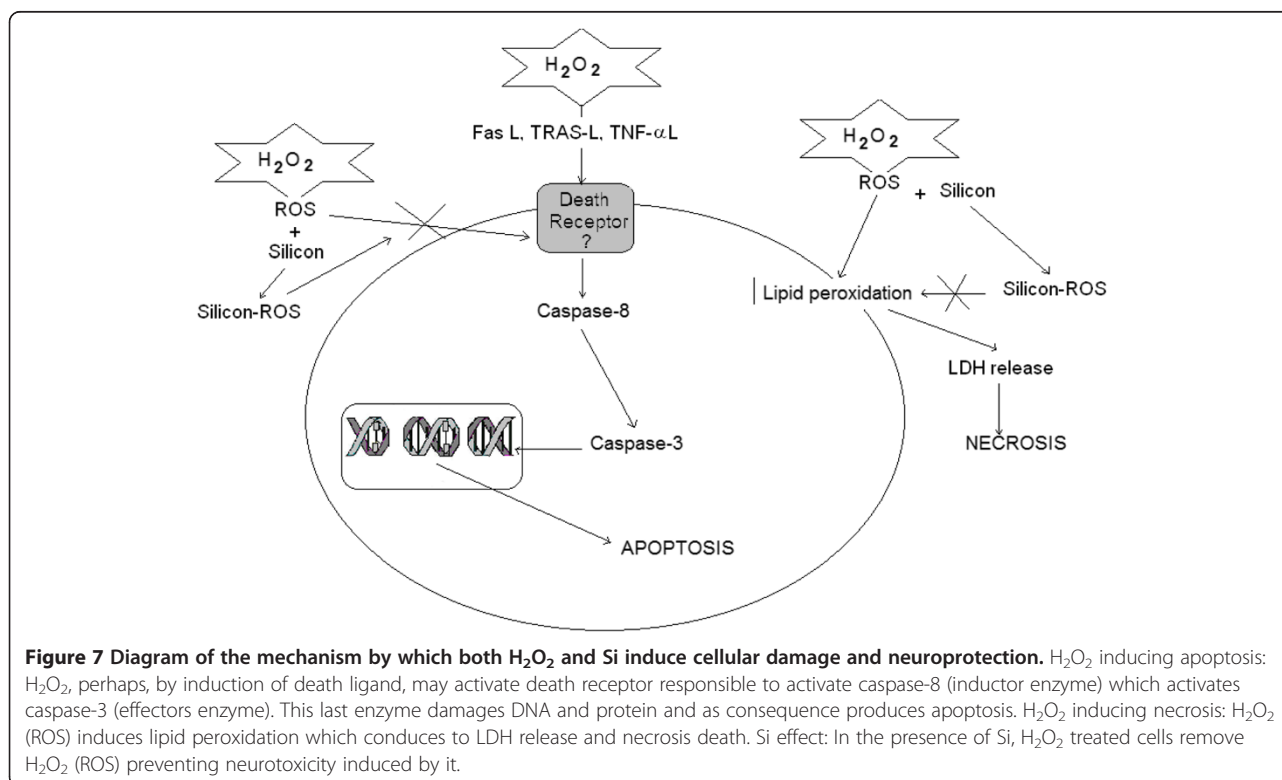 H2O2
Fas L, TRAS-L, TNF-αL
H2O2
ROS
+
Silicon
Silicon-ROS
Death
Receptor
?
H2O2
ROS
+ Silicon
Lipid peroxidation
Silicon-ROS
Caspase-8
LDH release
Caspase-3
NECROSIS
APOPTOSIS
Figure 7 Diagram of the mechanism by which both H2O2 and Si induce cellular damage and neuroprotection. H2O2 inducing apoptosis:
H2O2, perhaps, by induction of death ligand, may activate death receptor responsible to activate caspase-8 (inductor enzyme) which activates
caspase-3 (effectors enzyme). This last enzyme damages DNA and protein and as consequence produces apoptosis. H2O2 inducing necrosis: H2O2
(ROS) induces lipid peroxidation which conduces to LDH release and necrosis death. Si effect: In the presence of Si, H2O2 treated cells remove
H2O2 (ROS) preventing neurotoxicity induced by it.